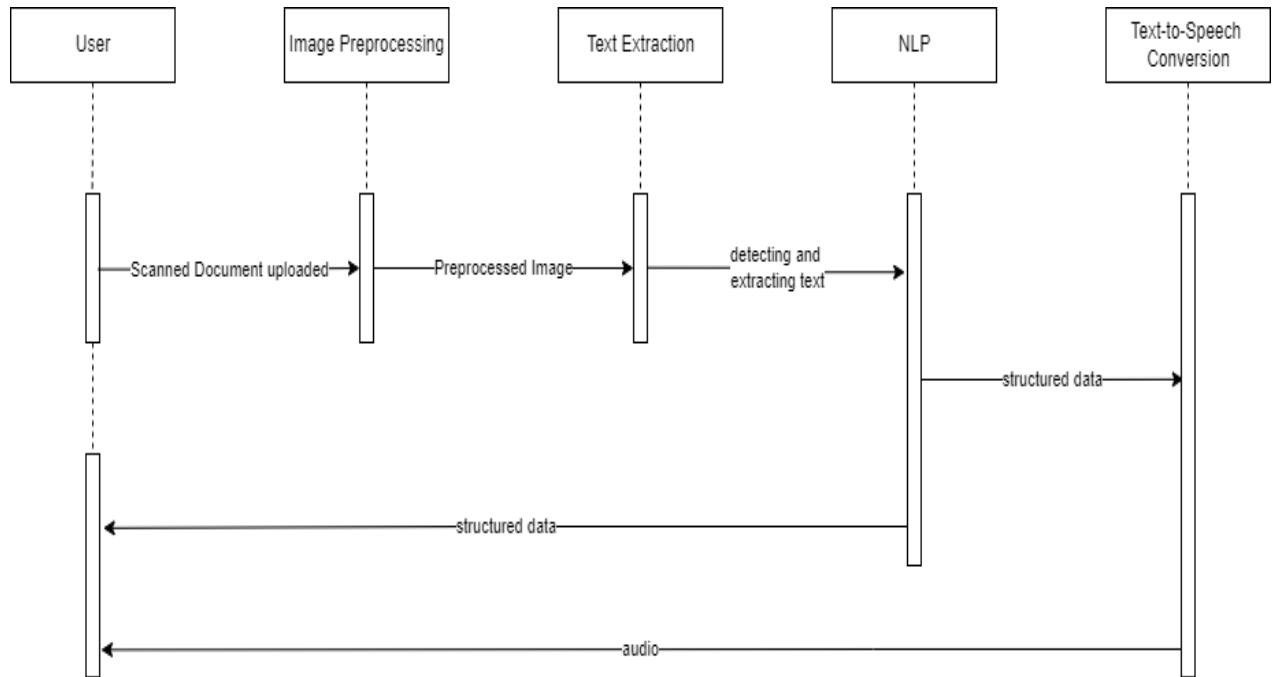 User
Image Preprocessing
Text Extraction
NLP
Text-to-Speech
Conversion
Scanned Document uploaded
Preprocessed Image
detecting and
extracting text
structured data
structured data
audio